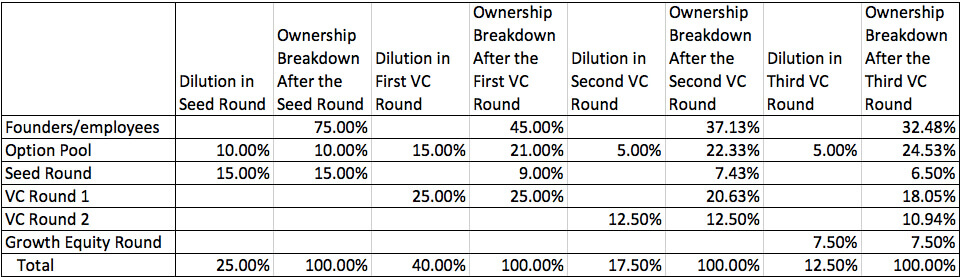 Dilution in Seed Round | Ownership Breakdown After the Seed Round | Dilution in First VC Round | Ownership Breakdown After the First VC Round | Dilution in Second VC Round | Ownership Breakdown After the Second VC Round | Dilution in Third VC Round | Ownership Breakdown After the Third VC Round
Founders/employees 75.00% 45.00% 37.13% 32.48%
Option Pool 10.00% 10.00% 15.00% 21.00% 5.00% 22.33% 5.00% 24.53%
Seed Round 15.00% 15.00% 9.00% 7.43% 6.50%
VC Round 1 25.00% 25.00% 20.63% 18.05%
VC Round 2 12.50% 12.50% 10.94%
Growth Equity Round 7.50% 7.50%
Total 25.00% 100.00% 40.00% 100.00% 17.50% 100.00% 12.50% 100.00%